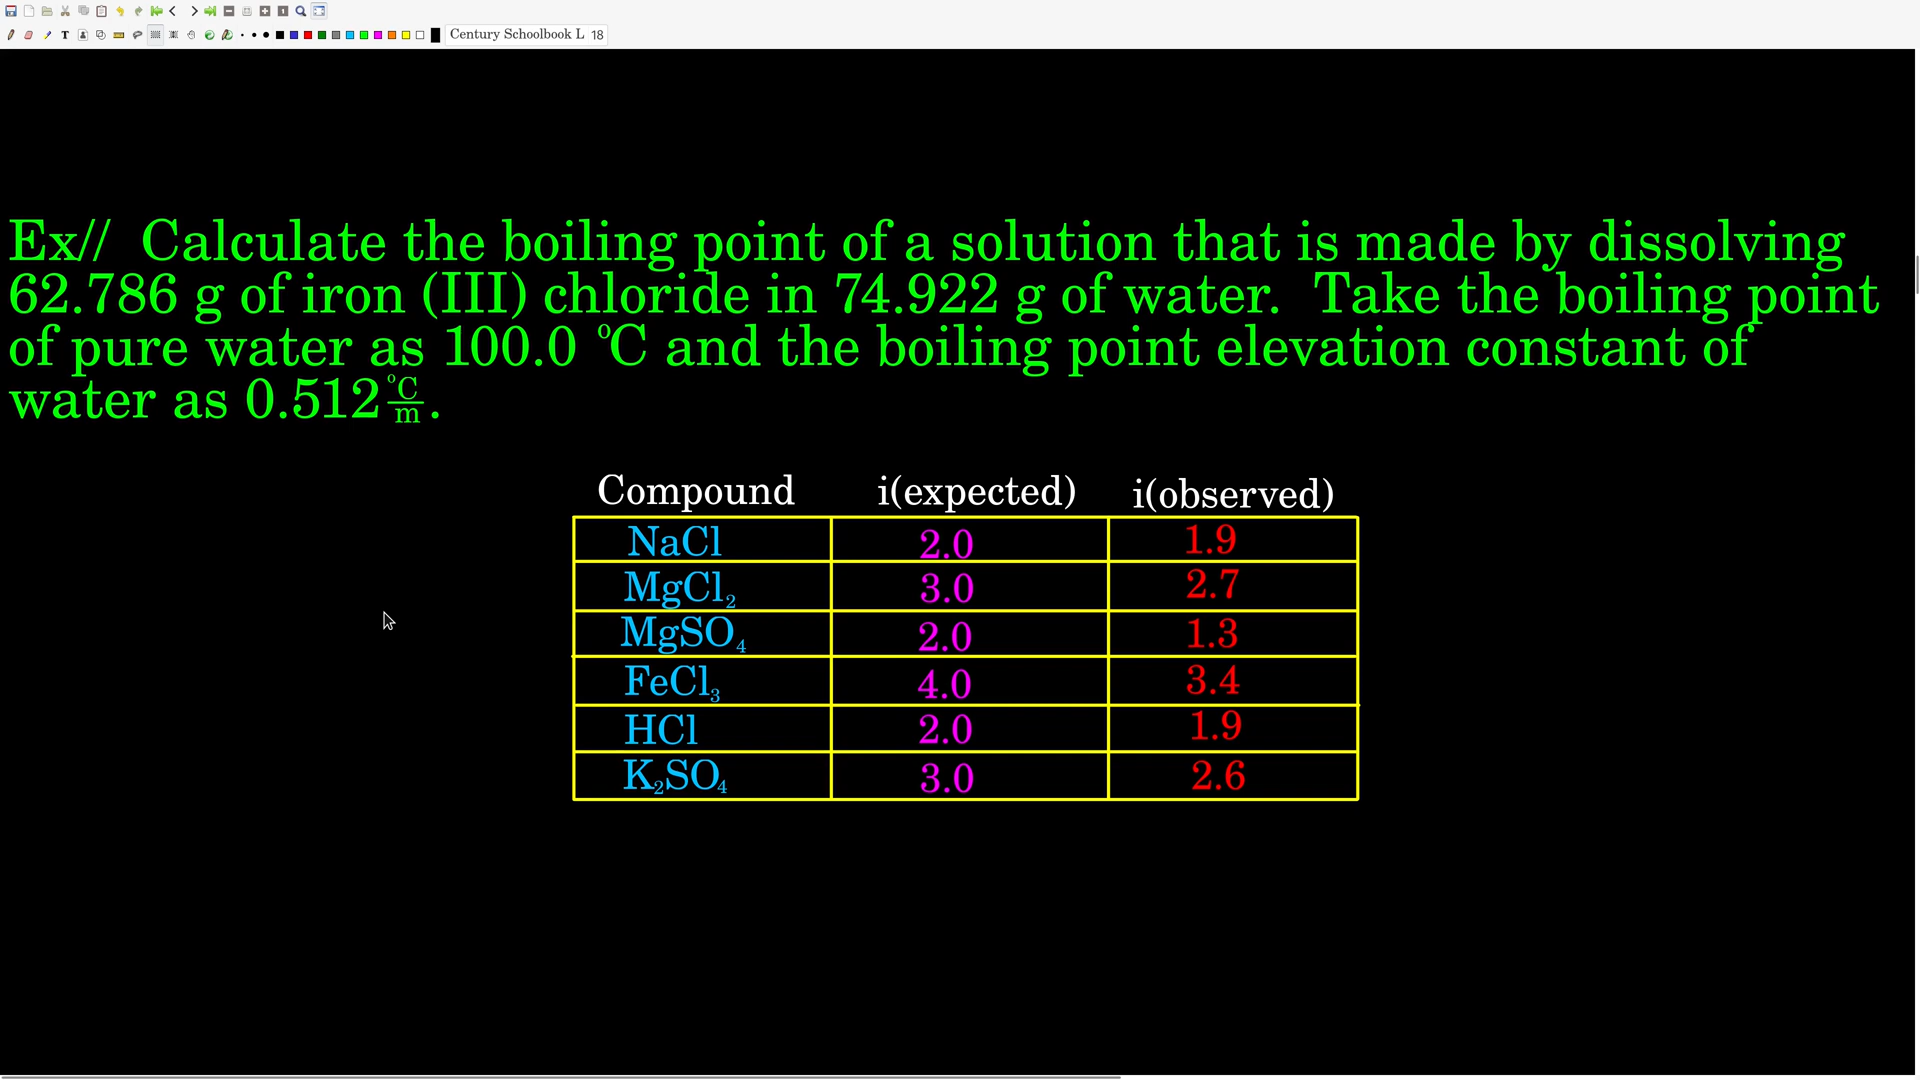 Century Schoolbook L 18
Ex// Calculate the boiling point of a solution that is made by dissolving
62.786 g of iron (III) chloride in 74.922 g of water. Take the boiling point
of pure water as 100.0 ºC and the boiling point elevation constant of
water as 0.512 ºC/m.
Compound i(expected) i(observed)
NaCl 2.0 1.9
MgCl₂ 3.0 2.7
MgSO₄ 2.0 1.3
FeCl₃ 4.0 3.4
HCl 2.0 1.9
K₂SO₄ 3.0 2.6